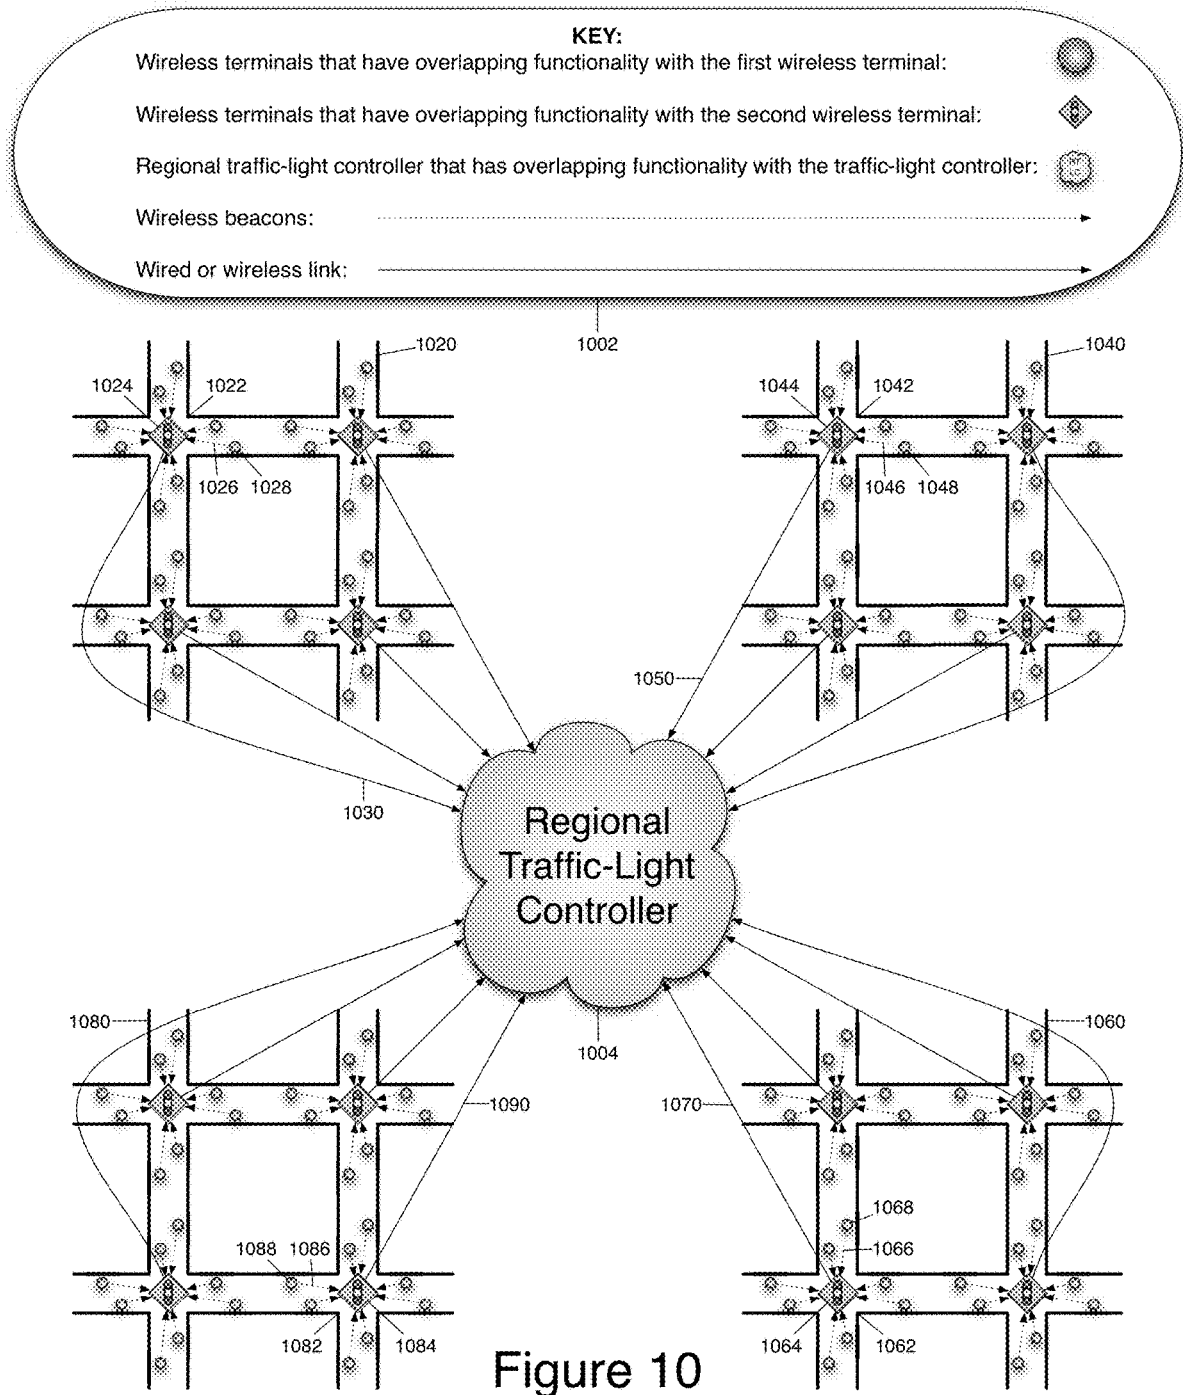 KEY:
Wireless terminals that have overlapping functionality with the first wireless terminal:
Wireless terminals that have overlapping functionality with the second wireless terminal:
Regional traffic-light controller that has overlapping functionality with the traffic-light controller:
Wireless beacons:
Wired or wireless link:
1002
1020
1040
1024
1022
1044
1042
1026
1028
1046
1048
1050
1030
Regional
Traffic-Light
Controller
1080
1004
1060
1090
1070
1068
1088
1086
1066
1082
1084
1064
1062
Figure 10